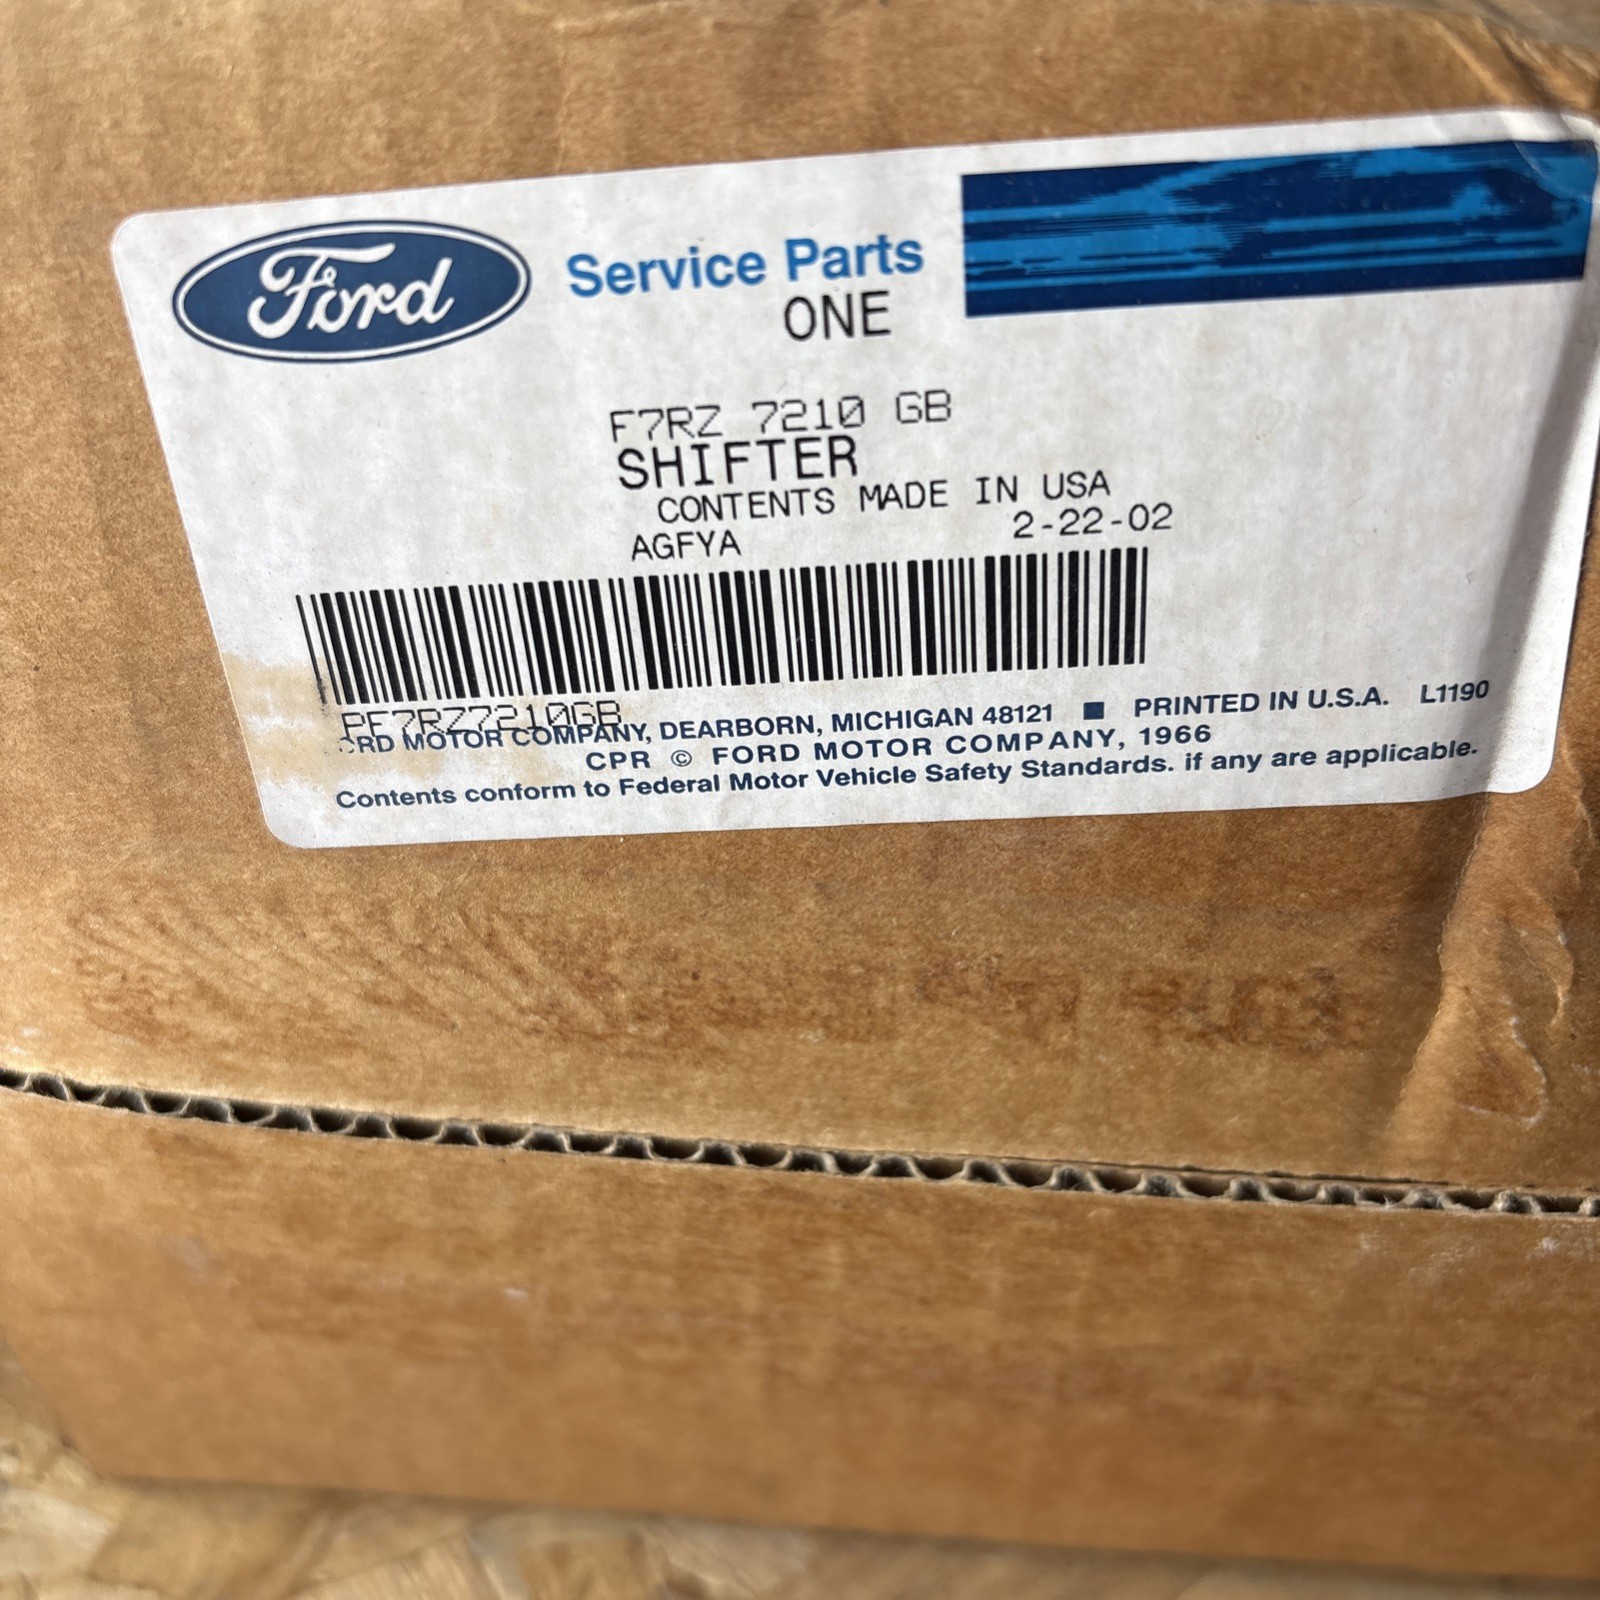 Ford Service Parts
ONE
F7RZ 7210 GB
SHIFTER
CONTENTS MADE IN USA
AGFYA 2-22-02
PF7RZ7210GB
RD MOTOR COMPANY, DEARBORN, MICHIGAN 48121 ■ PRINTED IN U.S.A. L1190
CPR © FORD MOTOR COMPANY, 1966
Contents conform to Federal Motor Vehicle Safety Standards. if any are applicable.